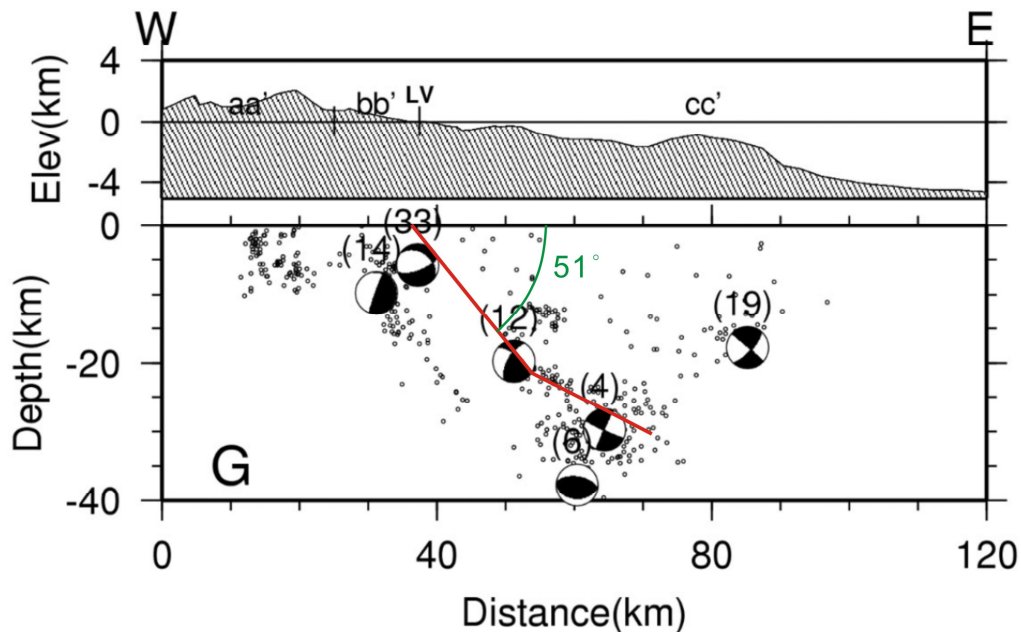 W E
4
0
-4
Elev(km)
aa' bb' LV cc'
0
-20
-40
Depth(km)
(33)
(14)
51°
(12)
(19)
(4)
(6)
G
0 40 80 120
Distance(km)